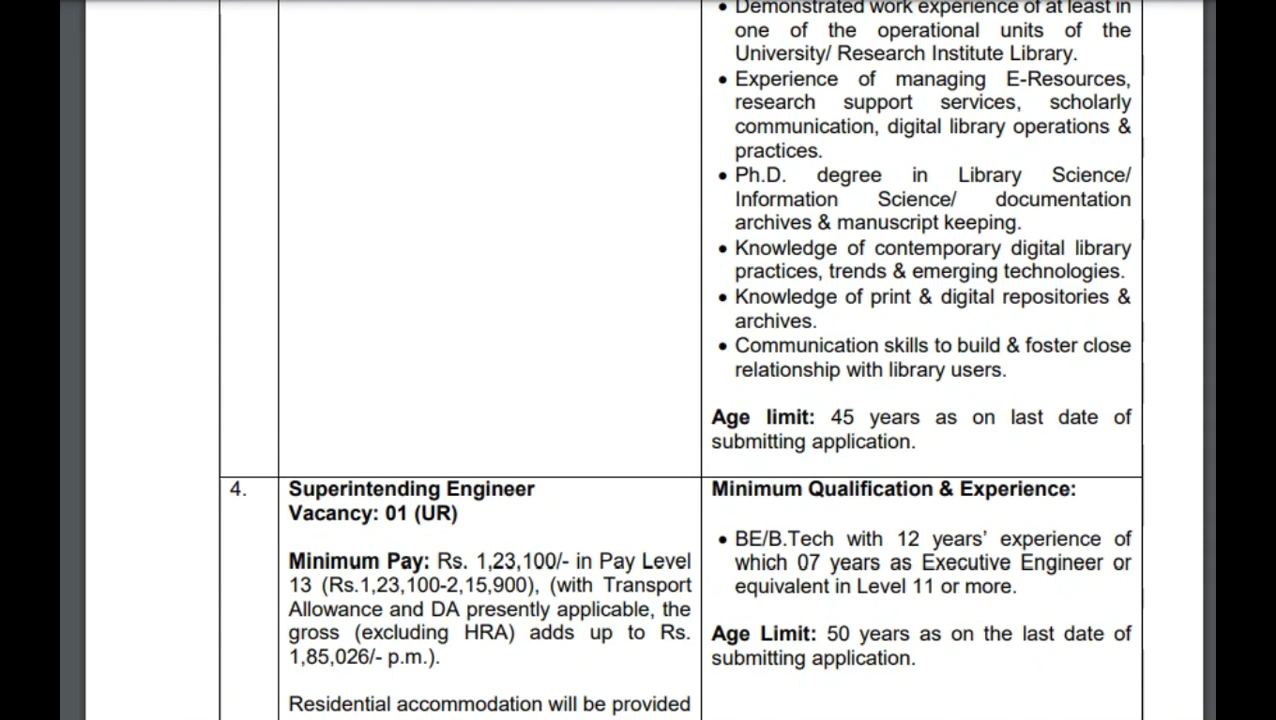 • Demonstrated work experience of at least in
one of the operational units of the
University/ Research Institute Library.
• Experience of managing E-Resources,
research support services, scholarly
communication, digital library operations &
practices.
• Ph.D. degree in Library Science/
Information Science/ documentation
archives & manuscript keeping.
• Knowledge of contemporary digital library
practices, trends & emerging technologies.
• Knowledge of print & digital repositories &
archives.
• Communication skills to build & foster close
relationship with library users.
Age limit: 45 years as on last date of
submitting application.
4.
Superintending Engineer
Vacancy: 01 (UR)
Minimum Pay: Rs. 1,23,100/- in Pay Level
13 (Rs.1,23,100-2,15,900), (with Transport
Allowance and DA presently applicable, the
gross (excluding HRA) adds up to Rs.
1,85,026/- p.m.).
Residential accommodation will be provided
Minimum Qualification & Experience:
• BE/B.Tech with 12 years’ experience of
which 07 years as Executive Engineer or
equivalent in Level 11 or more.
Age Limit: 50 years as on the last date of
submitting application.